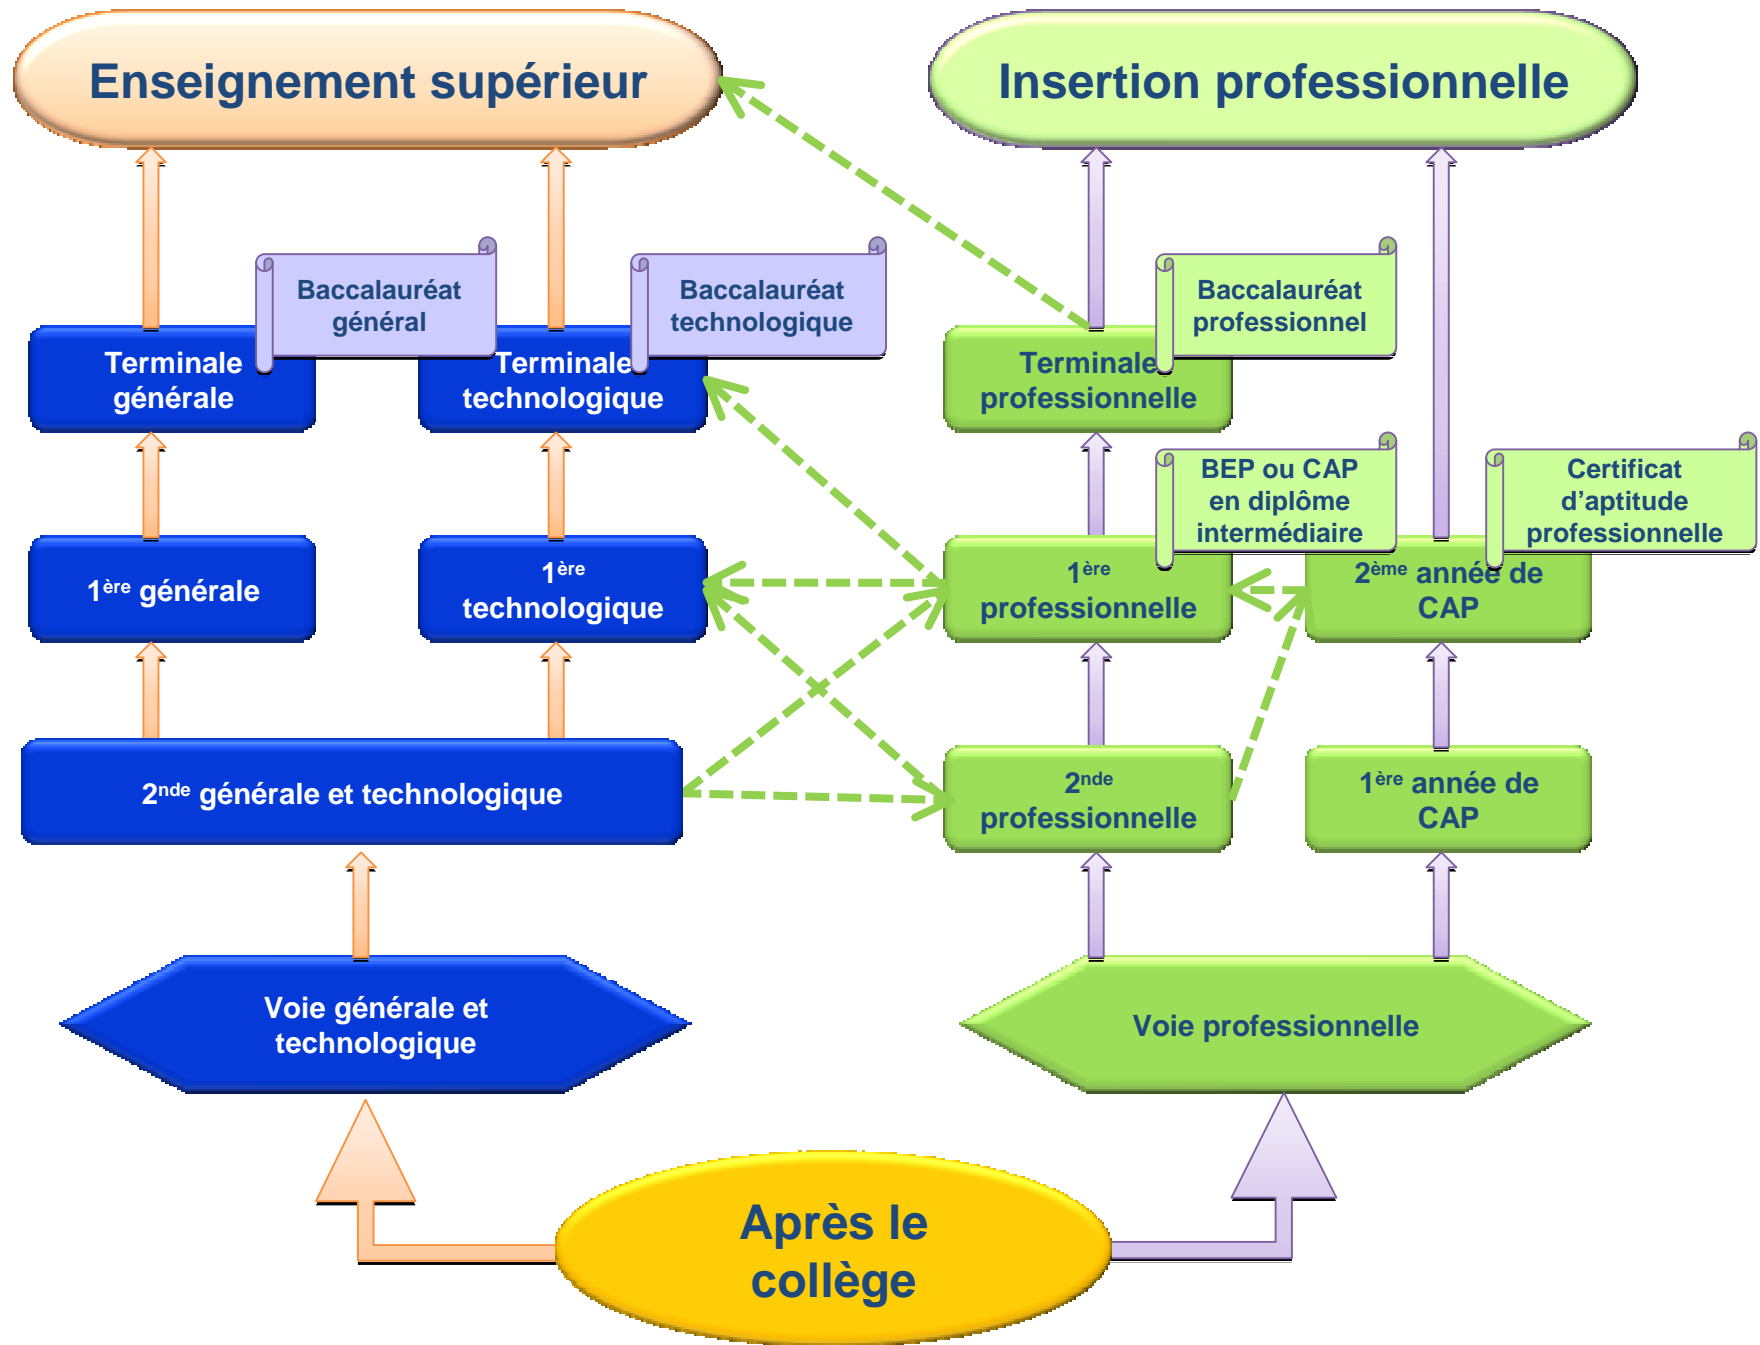 Enseignement supérieur
Insertion professionnelle
Baccalauréat
général
Baccalauréat
technologique
Baccalauréat
professionnel
Terminale
générale
Terminale
technologique
Terminale
professionnelle
BEP ou CAP
en diplôme
intermédiaire
Certificat
d’aptitude
professionnelle
1ère générale
1ère
technologique
1ère
professionnelle
2ème année de
CAP
2nde générale et technologique
2nde
professionnelle
1ère année de
CAP
Voie générale et
technologique
Voie professionnelle
Après le
collège